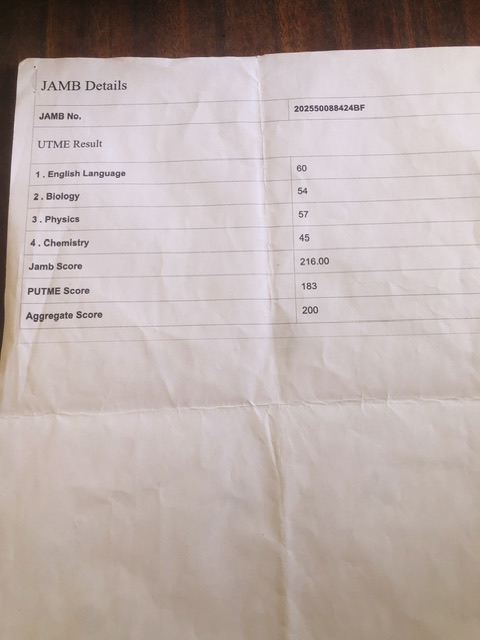 JAMB Details
JAMB No. 202550088424BF
UTME Result
1 . English Language 60
2 . Biology 54
3 . Physics 57
4 . Chemistry 45
Jamb Score 216.00
PUTME Score 183
Aggregate Score 200